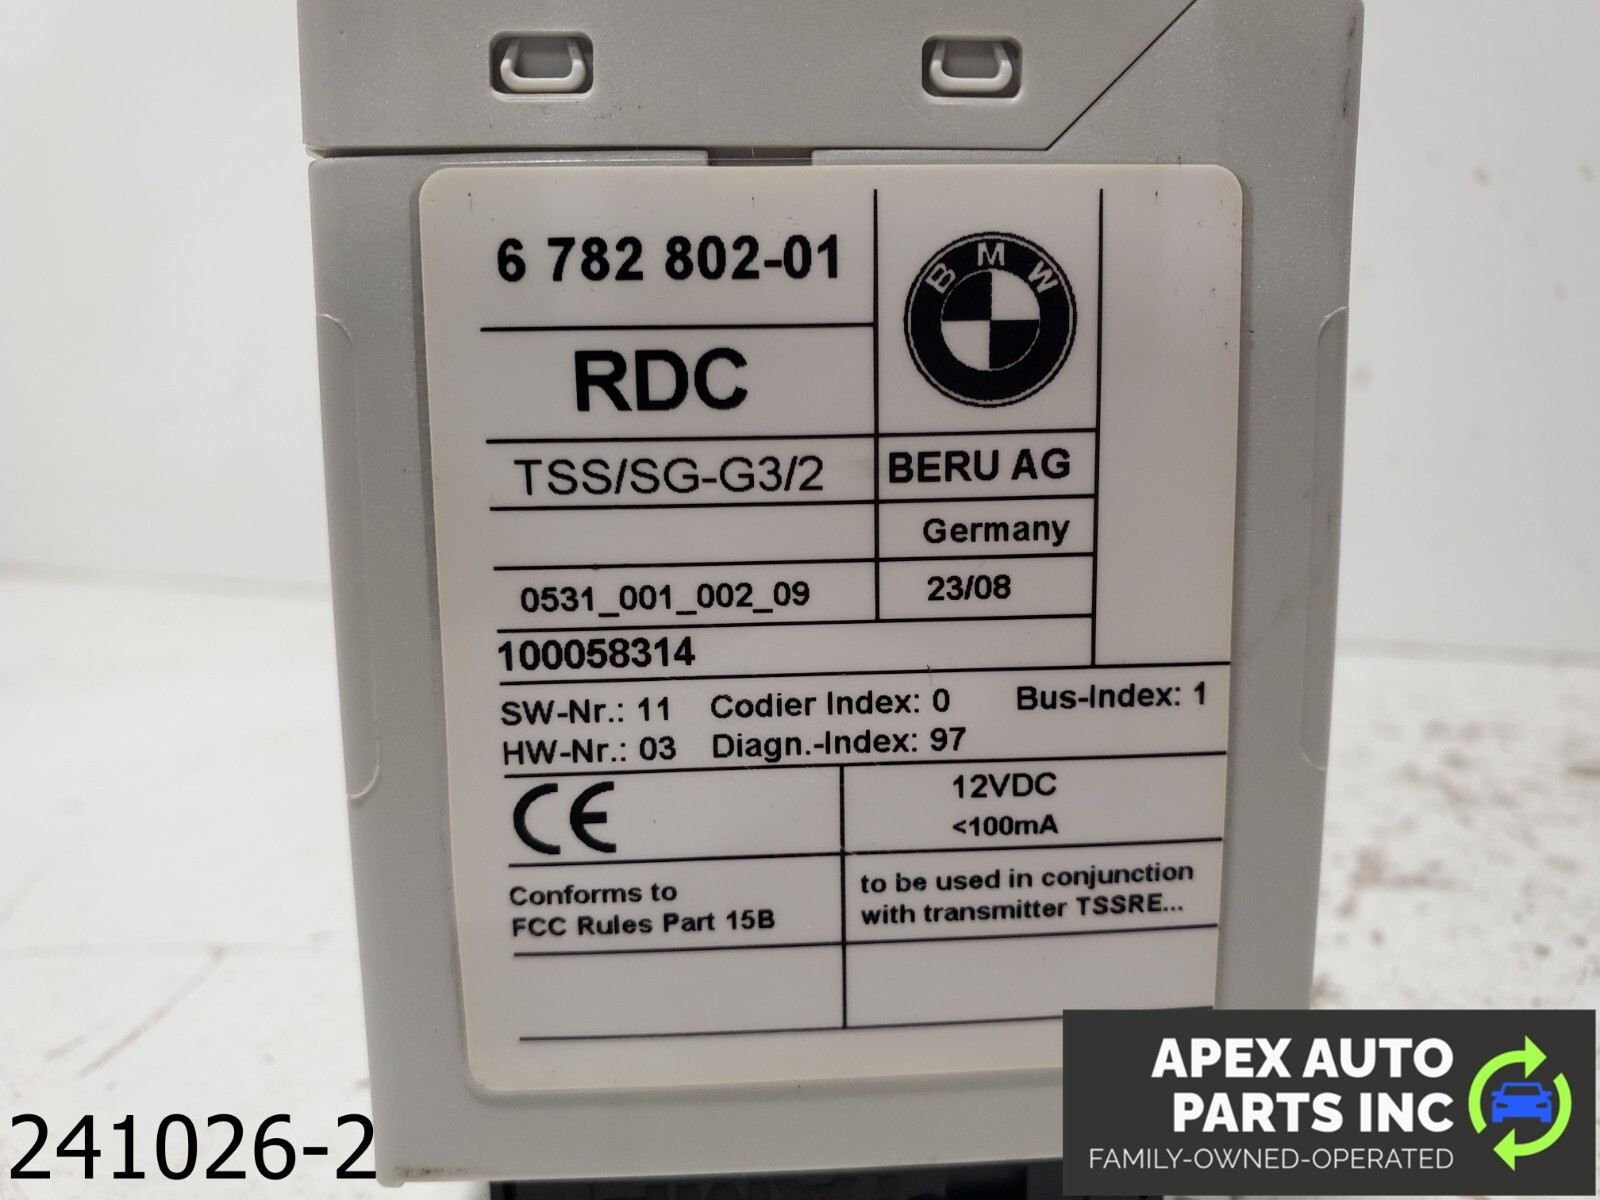 6 782 802-01
BMW
RDC
TSS/SG-G3/2
BERU AG
Germany
0531_001_002_09
23/08
100058314
SW-Nr.: 11 Codier Index: 0 Bus-Index: 1
HW-Nr.: 03 Diagn.-Index: 97
CE
12VDC
<100mA
Conforms to
FCC Rules Part 15B
to be used in conjunction
with transmitter TSSRE...
241026-2
APEX AUTO
PARTS INC
FAMILY-OWNED-OPERATED